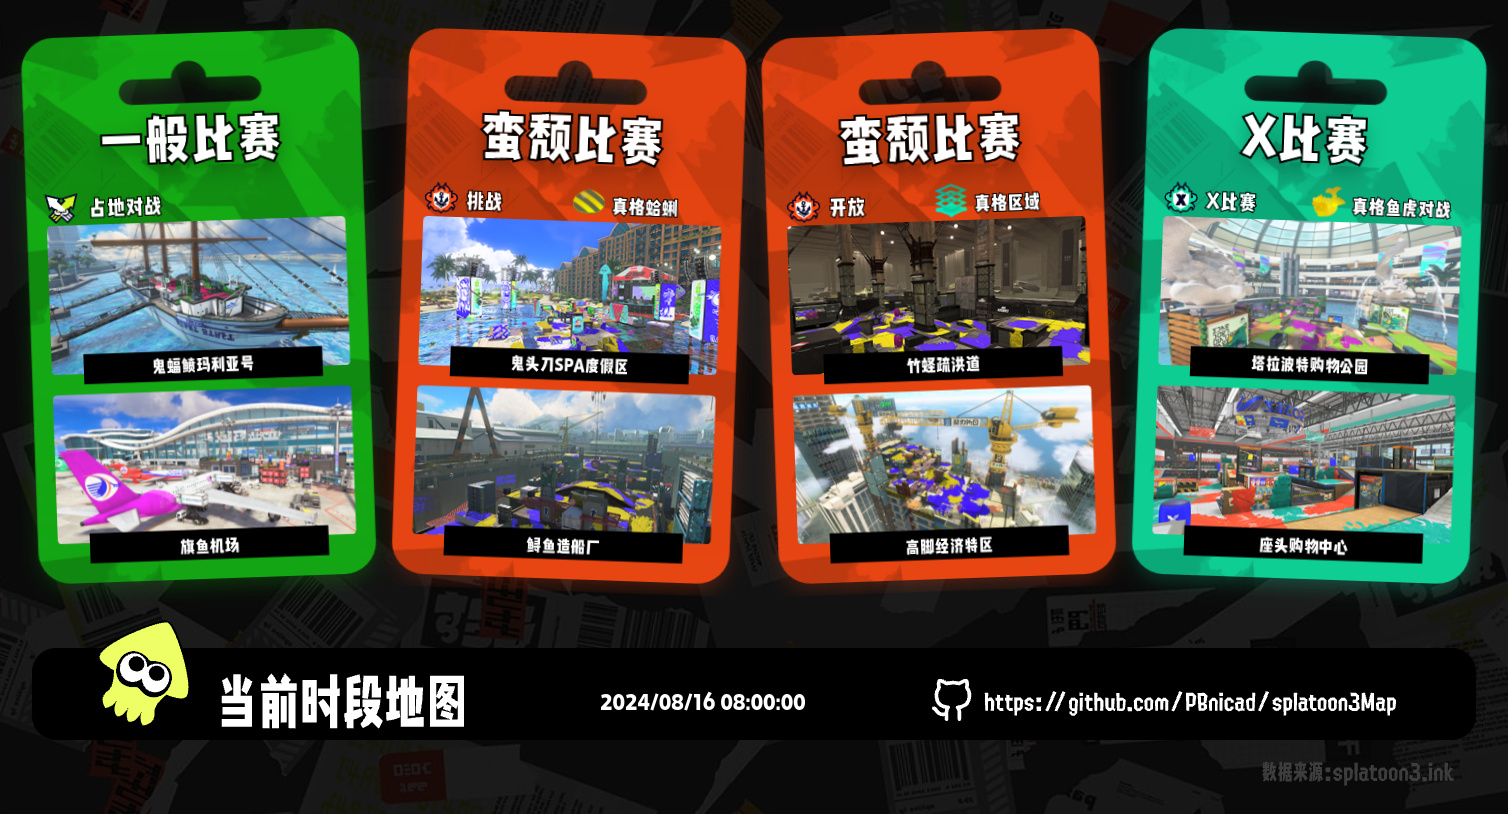 一般比赛
占地对战
鬼蝠鲼玛利亚号
旗鱼机场
蛮颓比赛
挑战
真格蛤蜊
鬼头刀SPA度假区
鲟鱼造船厂
蛮颓比赛
开放
真格区域
竹蛏疏洪道
高脚经济特区
X比赛
X比赛
真格鱼虎对战
塔拉波特购物公园
座头购物中心
当前时段地图
2024/08/16 08:00:00
https://github.com/PBnicad/splatoon3Map
数据来源:splatoon3.ink